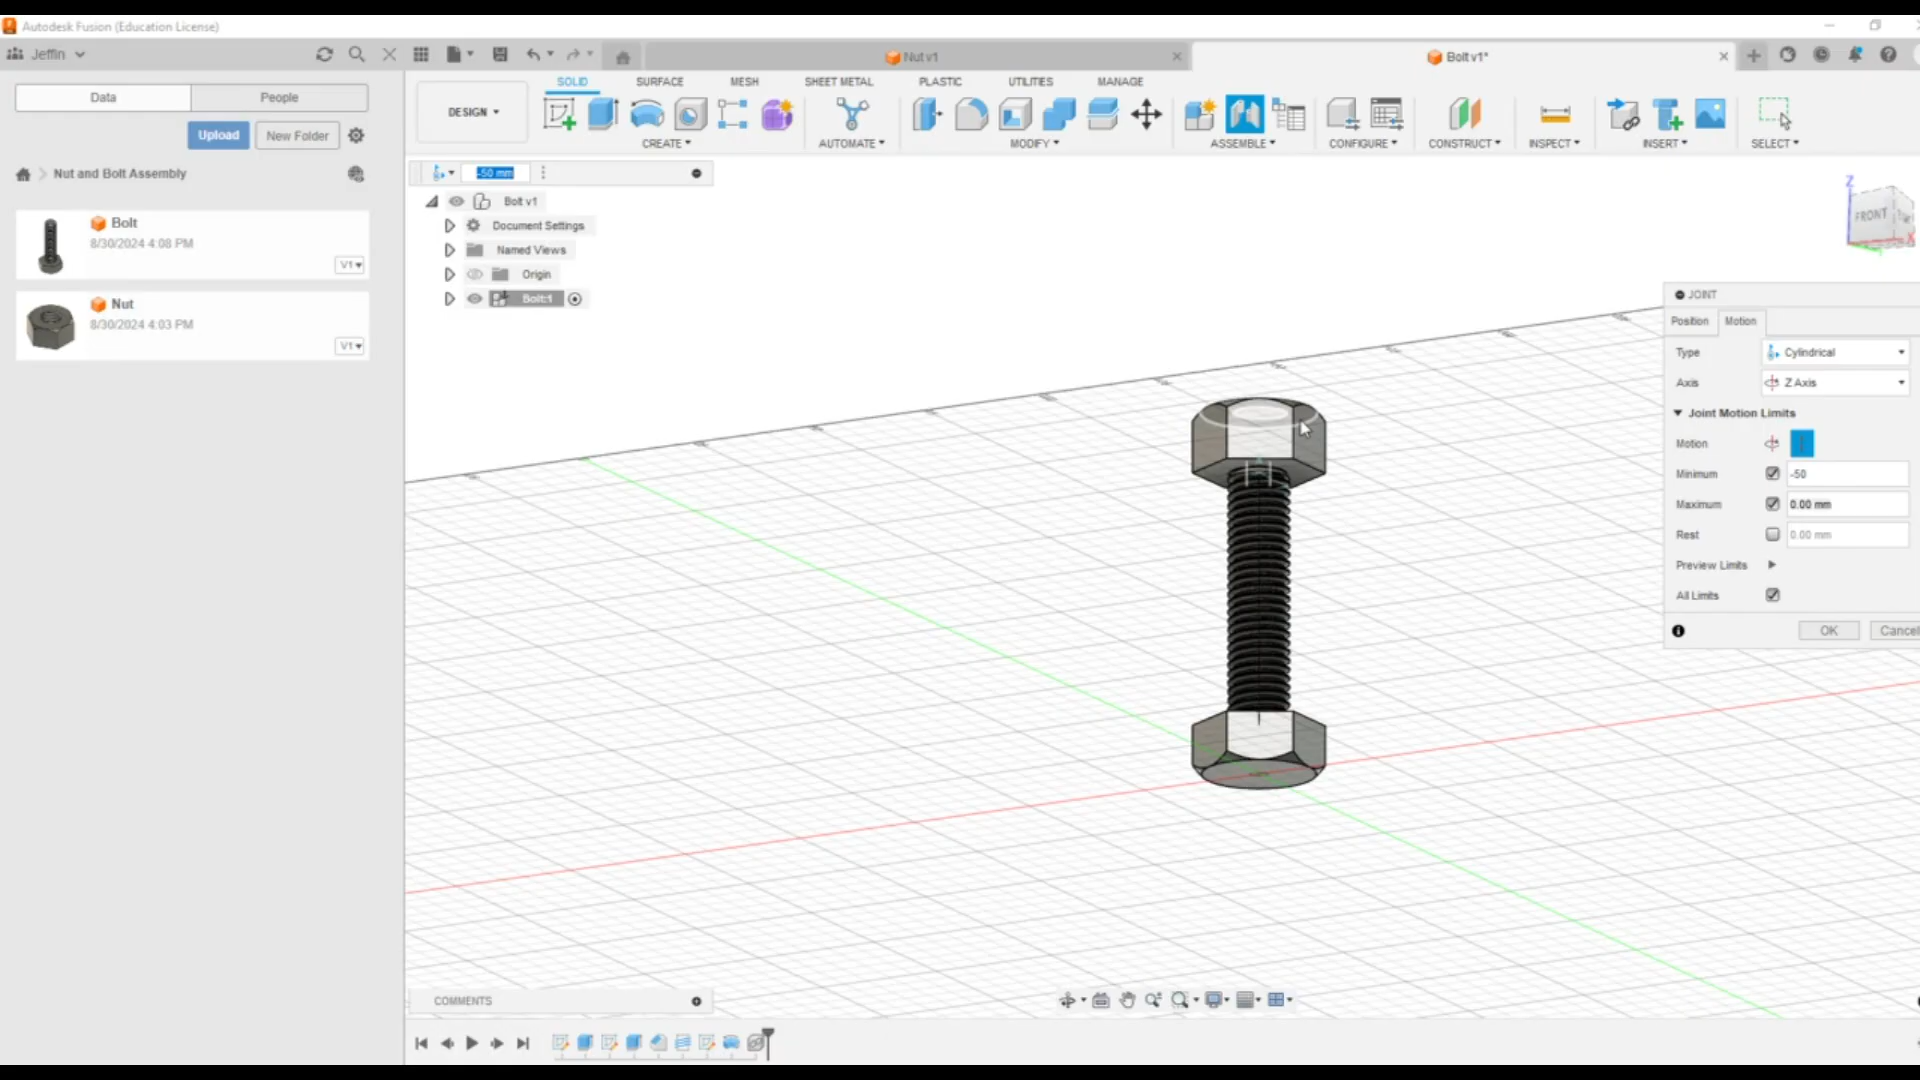 Autodesk Fusion (Education License)
Jeffin
Nut v1
Bolt v1*
Data
People
Upload
New Folder
Nut and Bolt Assembly
Bolt
8/30/2024 4:08 PM
V1
Nut
8/30/2024 4:03 PM
V1
DESIGN
SOLID
SURFACE
MESH
SHEET METAL
PLASTIC
UTILITIES
MANAGE
CREATE
AUTOMATE
MODIFY
ASSEMBLE
CONFIGURE
CONSTRUCT
INSPECT
INSERT
SELECT
-50 mm
Bolt v1
Document Settings
Named Views
Origin
Bolt:1
Z
FRONT
X
JOINT
Position
Motion
Type
Cylindrical
Axis
Z Axis
Joint Motion Limits
Motion
Minimum
-50
Maximum
0.00 mm
Rest
0.00 mm
Preview Limits
All Limits
OK
Cancel
COMMENTS